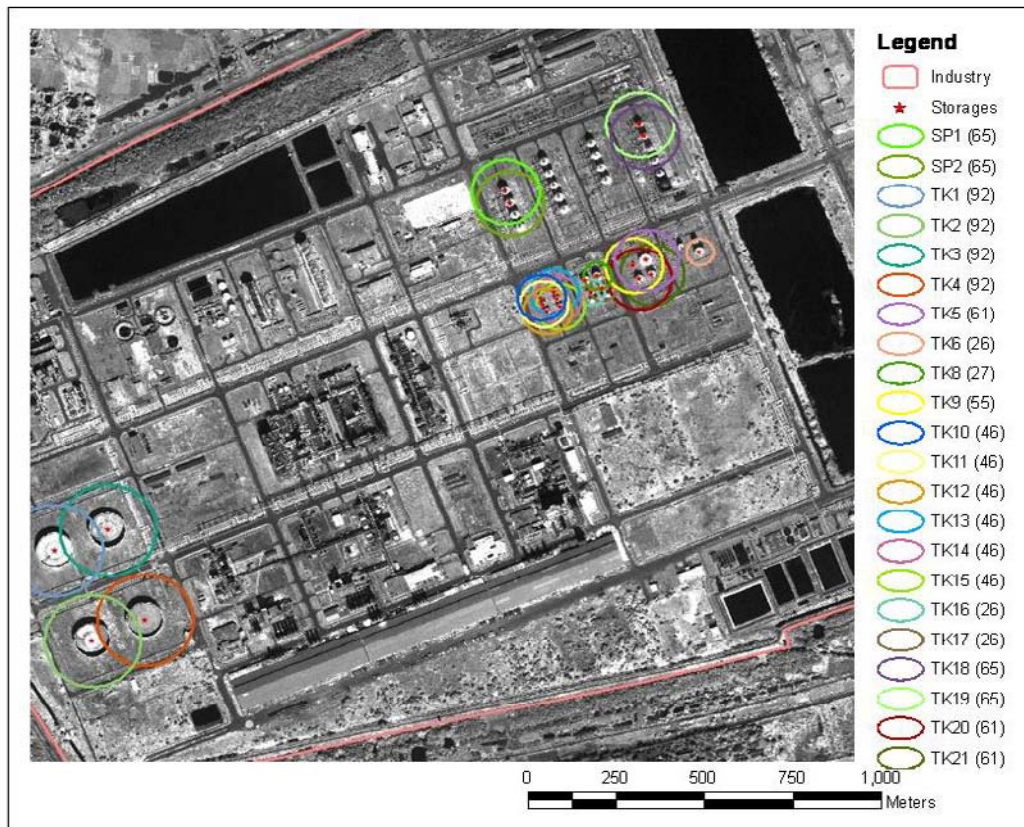 Legend
Industry
Storages
SP1 (65)
SP2 (65)
TK1 (92)
TK2 (92)
TK3 (92)
TK4 (92)
TK5 (61)
TK6 (26)
TK8 (27)
TK9 (55)
TK10 (46)
TK11 (46)
TK12 (46)
TK13 (46)
TK14 (46)
TK15 (46)
TK16 (26)
TK17 (26)
TK18 (65)
TK19 (65)
TK20 (61)
TK21 (61)
0 250 500 750 1,000
Meters